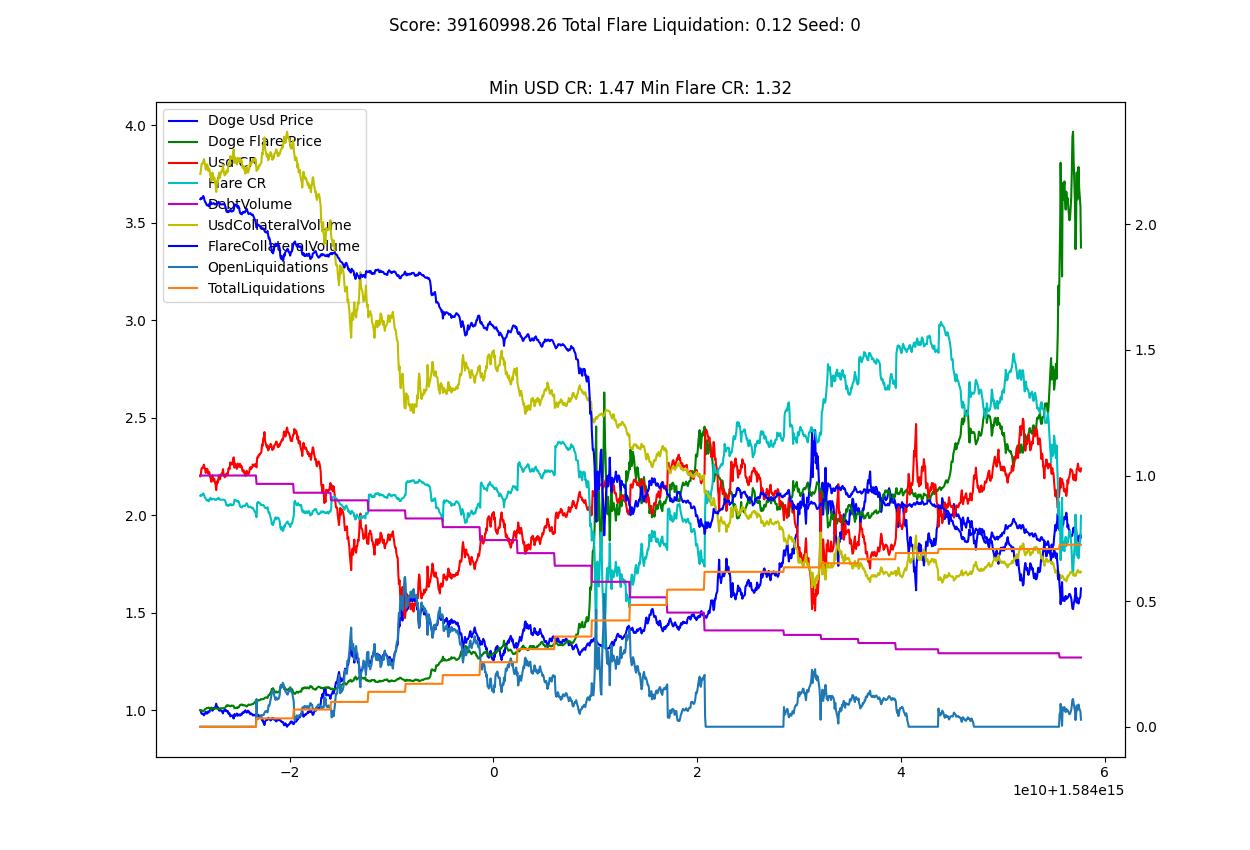 Score: 39160998.26 Total Flare Liquidation: 0.12 Seed: 0
Min USD CR: 1.47 Min Flare CR: 1.32
Doge Usd Price
Doge Flare Price
Usd CR
Flare CR
DebtVolume
UsdCollateralVolume
FlareCollateralVolume
OpenLiquidations
TotalLiquidations
4.0
3.5
3.0
2.5
2.0
1.5
1.0
2.0
1.5
1.0
0.5
0.0
−2
0
2
4
6
1e10+1.584e15